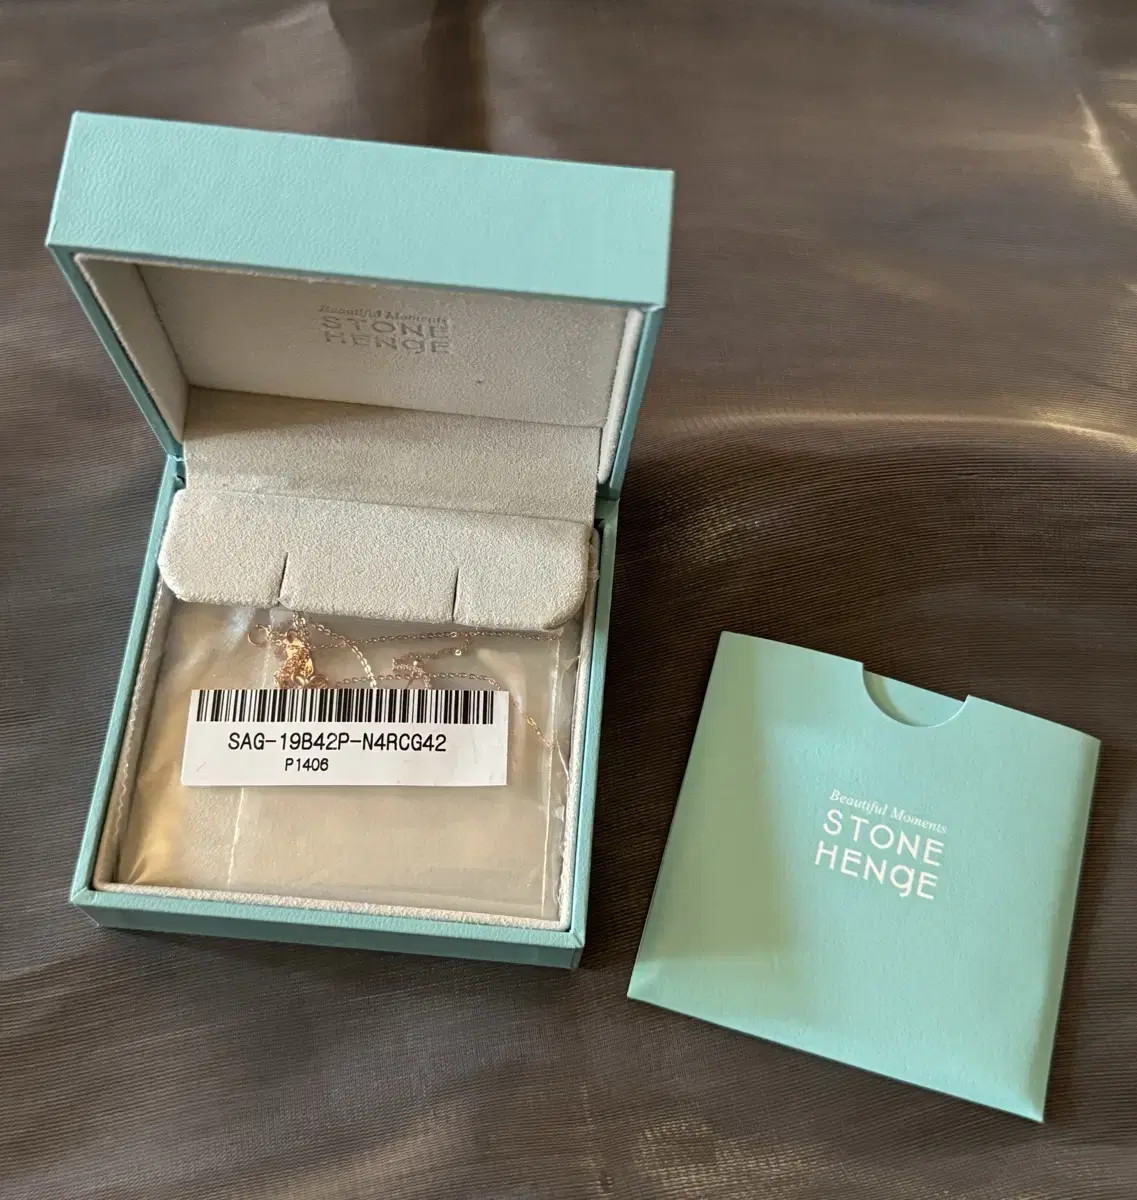 Beautiful Moments
STONE
HENGE
SAG-19B42P-N4RCG42
P1406
Beautiful Moments
STONE
HENGE